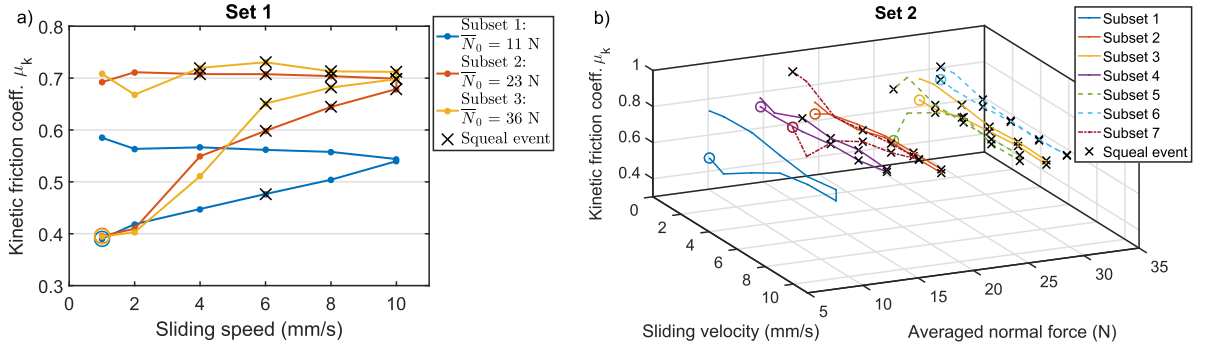 a)
Set 1
Kinetic friction coeff. μk
0.8
0.7
0.6
0.5
0.4
0.3
0 2 4 6 8 10
Sliding speed (mm/s)
Subset 1:
N̅0 = 11 N
Subset 2:
N̅0 = 23 N
Subset 3:
N̅0 = 36 N
Squeal event
b)
Set 2
Kinetic friction coeff. μk
1
0.8
0.6
0.4
0
2
4
6
8
10
Sliding velocity (mm/s)
5
10
15
20
25
30
35
Averaged normal force (N)
Subset 1
Subset 2
Subset 3
Subset 4
Subset 5
Subset 6
Subset 7
Squeal event